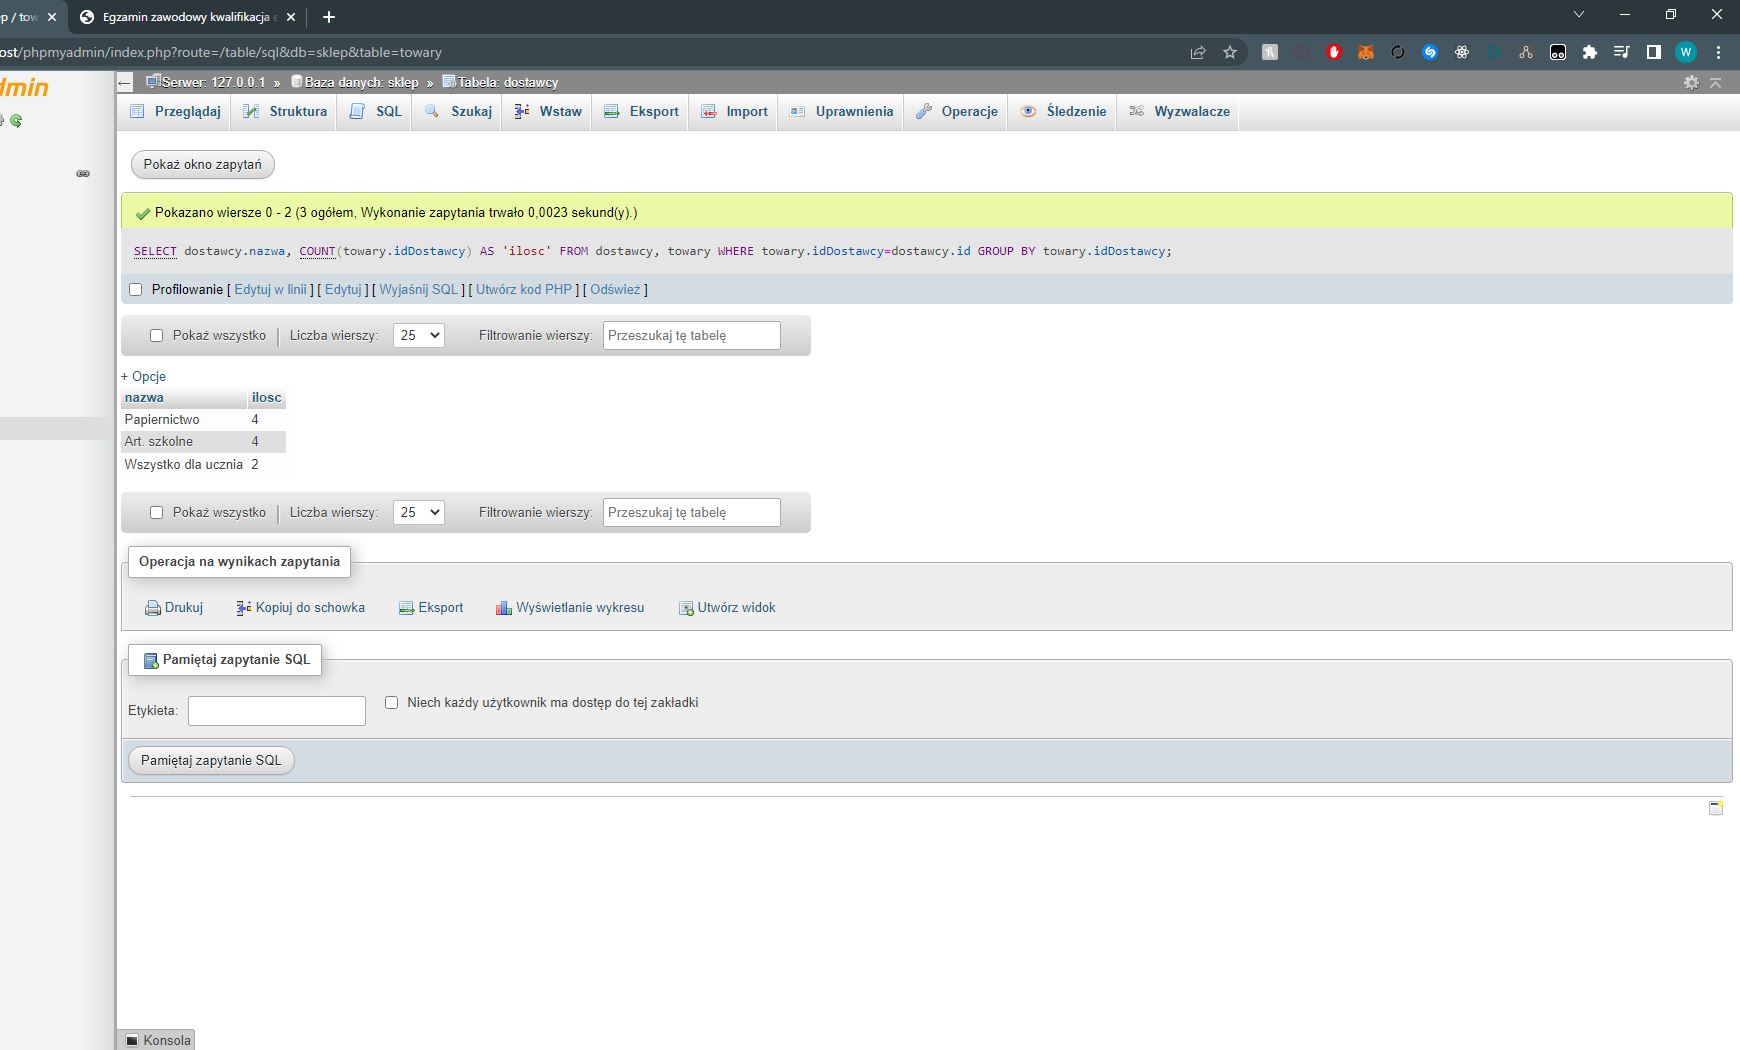 Egzamin zawodowy kwalifikacja
ost/phpmyadmin/index.php?route=/table/sql&db=sklep&table=towary
W
Serwer: 127.0.0.1 » Baza danych: sklep » Tabela: dostawcy
Przeglądaj Struktura SQL Szukaj Wstaw Eksport Import Uprawnienia Operacje Śledzenie Wyzwalacze
Pokaż okno zapytań
Pokazano wiersze 0 - 2 (3 ogółem, Wykonanie zapytania trwało 0,0023 sekund(y).)
SELECT dostawcy.nazwa, COUNT(towary.idDostawcy) AS 'ilosc' FROM dostawcy, towary WHERE towary.idDostawcy=dostawcy.id GROUP BY towary.idDostawcy;
Profilowanie [ Edytuj w linii ] [ Edytuj ] [ Wyjaśnij SQL ] [ Utwórz kod PHP ] [ Odśwież ]
Pokaż wszystko | Liczba wierszy: 25 Filtrowanie wierszy: Przeszukaj tę tabelę
+ Opcje
nazwa ilosc
Papiernictwo 4
Art. szkolne 4
Wszystko dla ucznia 2
Pokaż wszystko | Liczba wierszy: 25 Filtrowanie wierszy: Przeszukaj tę tabelę
Operacja na wynikach zapytania
Drukuj Kopiuj do schowka Eksport Wyświetlanie wykresu Utwórz widok
Pamiętaj zapytanie SQL
Etykieta: Niech każdy użytkownik ma dostęp do tej zakładki
Pamiętaj zapytanie SQL
Konsola